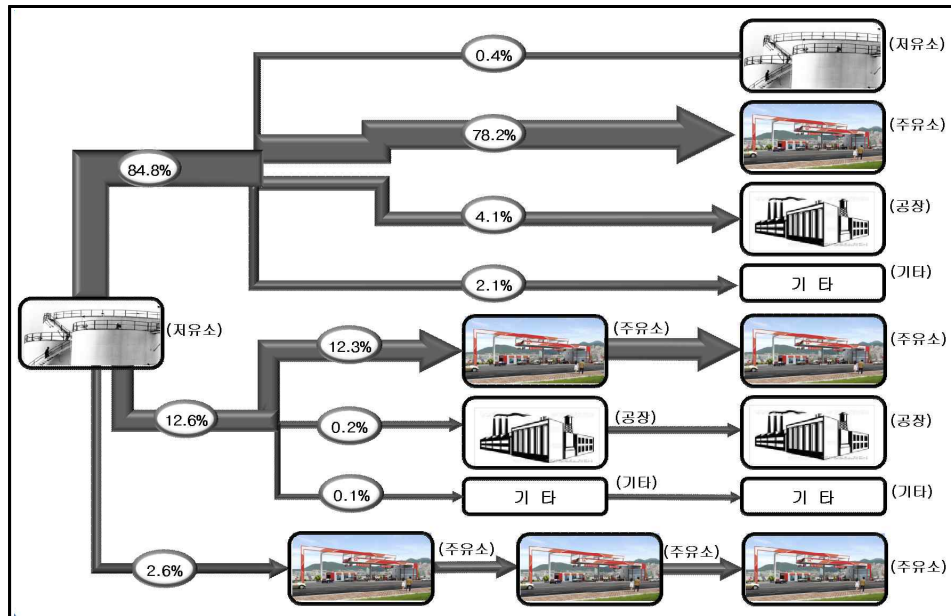 0.4%
(저유소)
78.2%
(주유소)
84.8%
4.1%
(공장)
2.1%
기 타
(기타)
(저유소)
12.3%
(주유소)
(주유소)
12.6%
0.2%
(공장)
(공장)
0.1%
기 타
(기타)
기 타
(기타)
2.6%
(주유소)
(주유소)
(주유소)